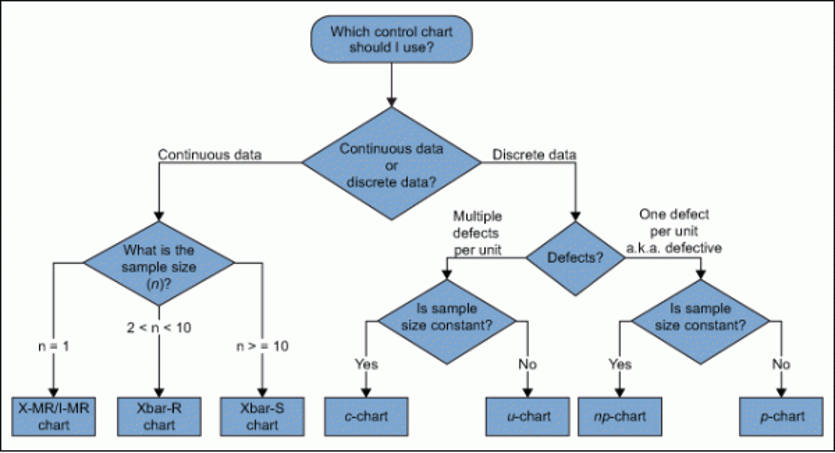 Which control chart
should I use?
Continuous data
or
discrete data?
Continuous data
Discrete data
What is the
sample size
(n)?
n = 1
2 < n < 10
n > = 10
X-MR/I-MR
chart
Xbar-R
chart
Xbar-S
chart
Multiple
defects
per unit
Defects?
One defect
per unit
a.k.a. defective
Is sample
size constant?
Yes
No
c-chart
u-chart
Is sample
size constant?
Yes
No
np-chart
p-chart